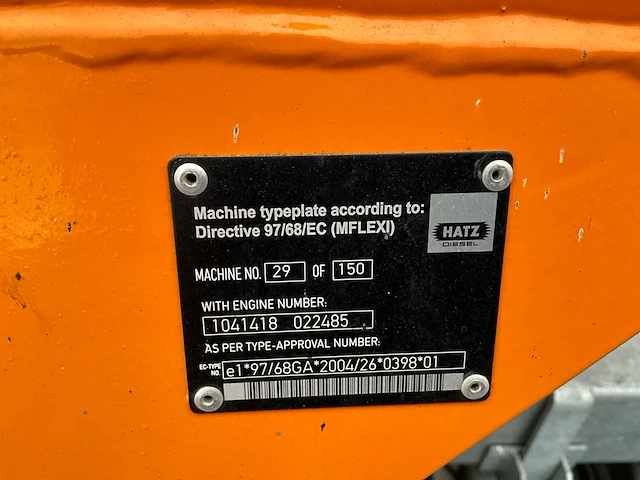 Machine typeplate according to:
Directive 97/68/EC (MFLEXI)
HATZ
DIESEL
MACHINE NO. 29 OF 150
WITH ENGINE NUMBER:
1041418 022485
AS PER TYPE-APPROVAL NUMBER:
EC-TYPE NO. e1*97/68GA*2004/26*0398*01